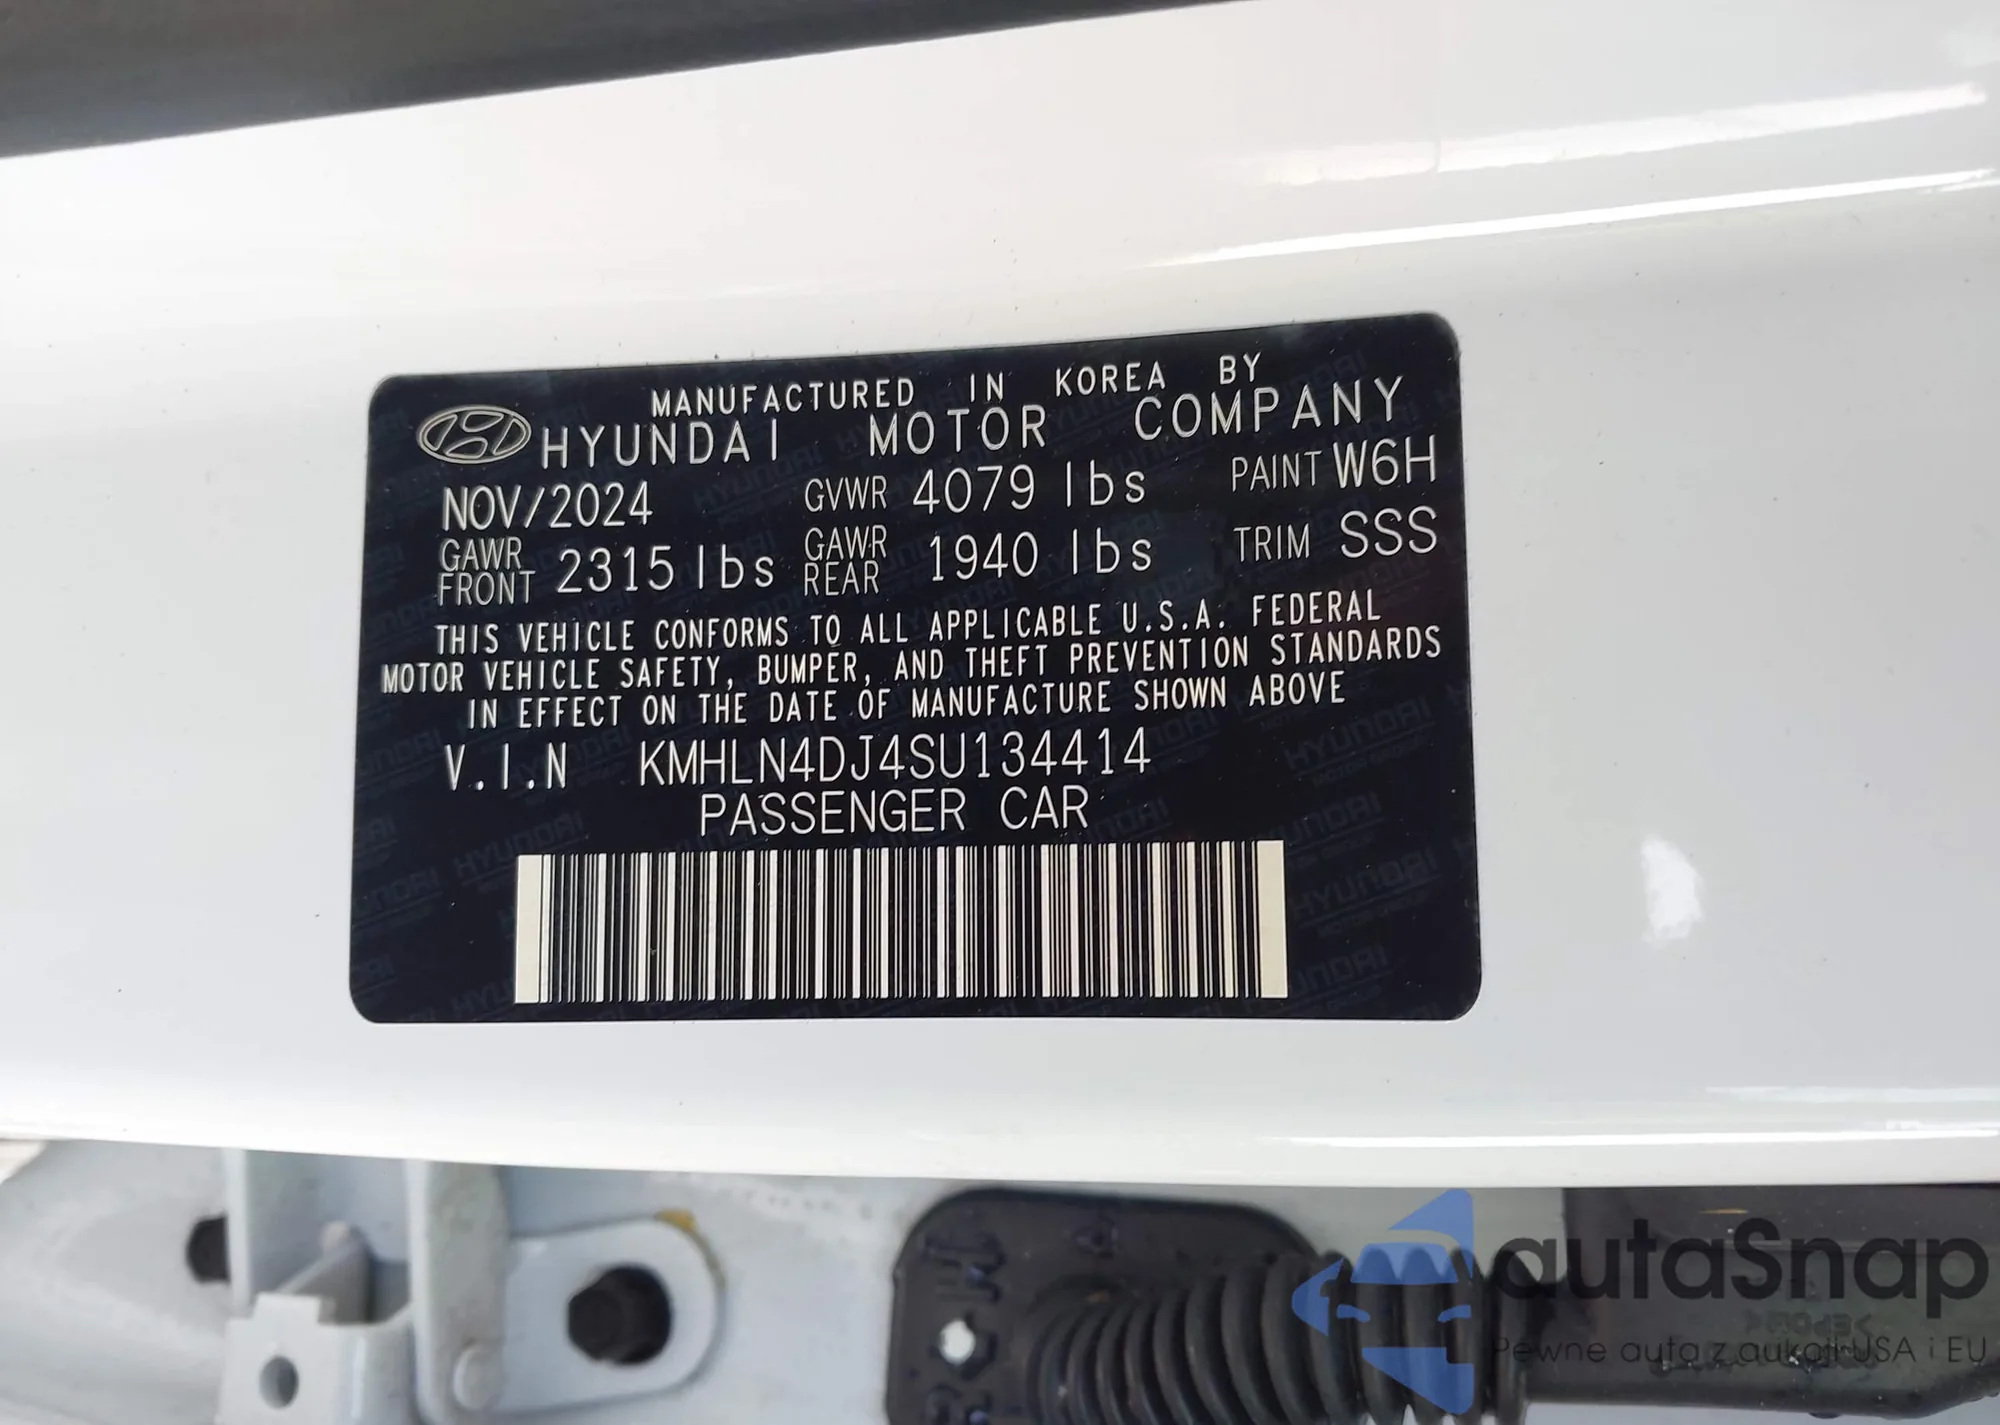 MANUFACTURED IN KOREA BY
HYUNDAI MOTOR COMPANY
NOV/2024 GVWR 4079 lbs PAINT W6H
GAWR FRONT 2315 lbs GAWR REAR 1940 lbs TRIM SSS
THIS VEHICLE CONFORMS TO ALL APPLICABLE U.S.A. FEDERAL
MOTOR VEHICLE SAFETY, BUMPER, AND THEFT PREVENTION STANDARDS
IN EFFECT ON THE DATE OF MANUFACTURE SHOWN ABOVE
V.I.N KMHLN4DJ4SU134414
PASSENGER CAR
autaSnap
Pewne auta z aukcji USA i EU